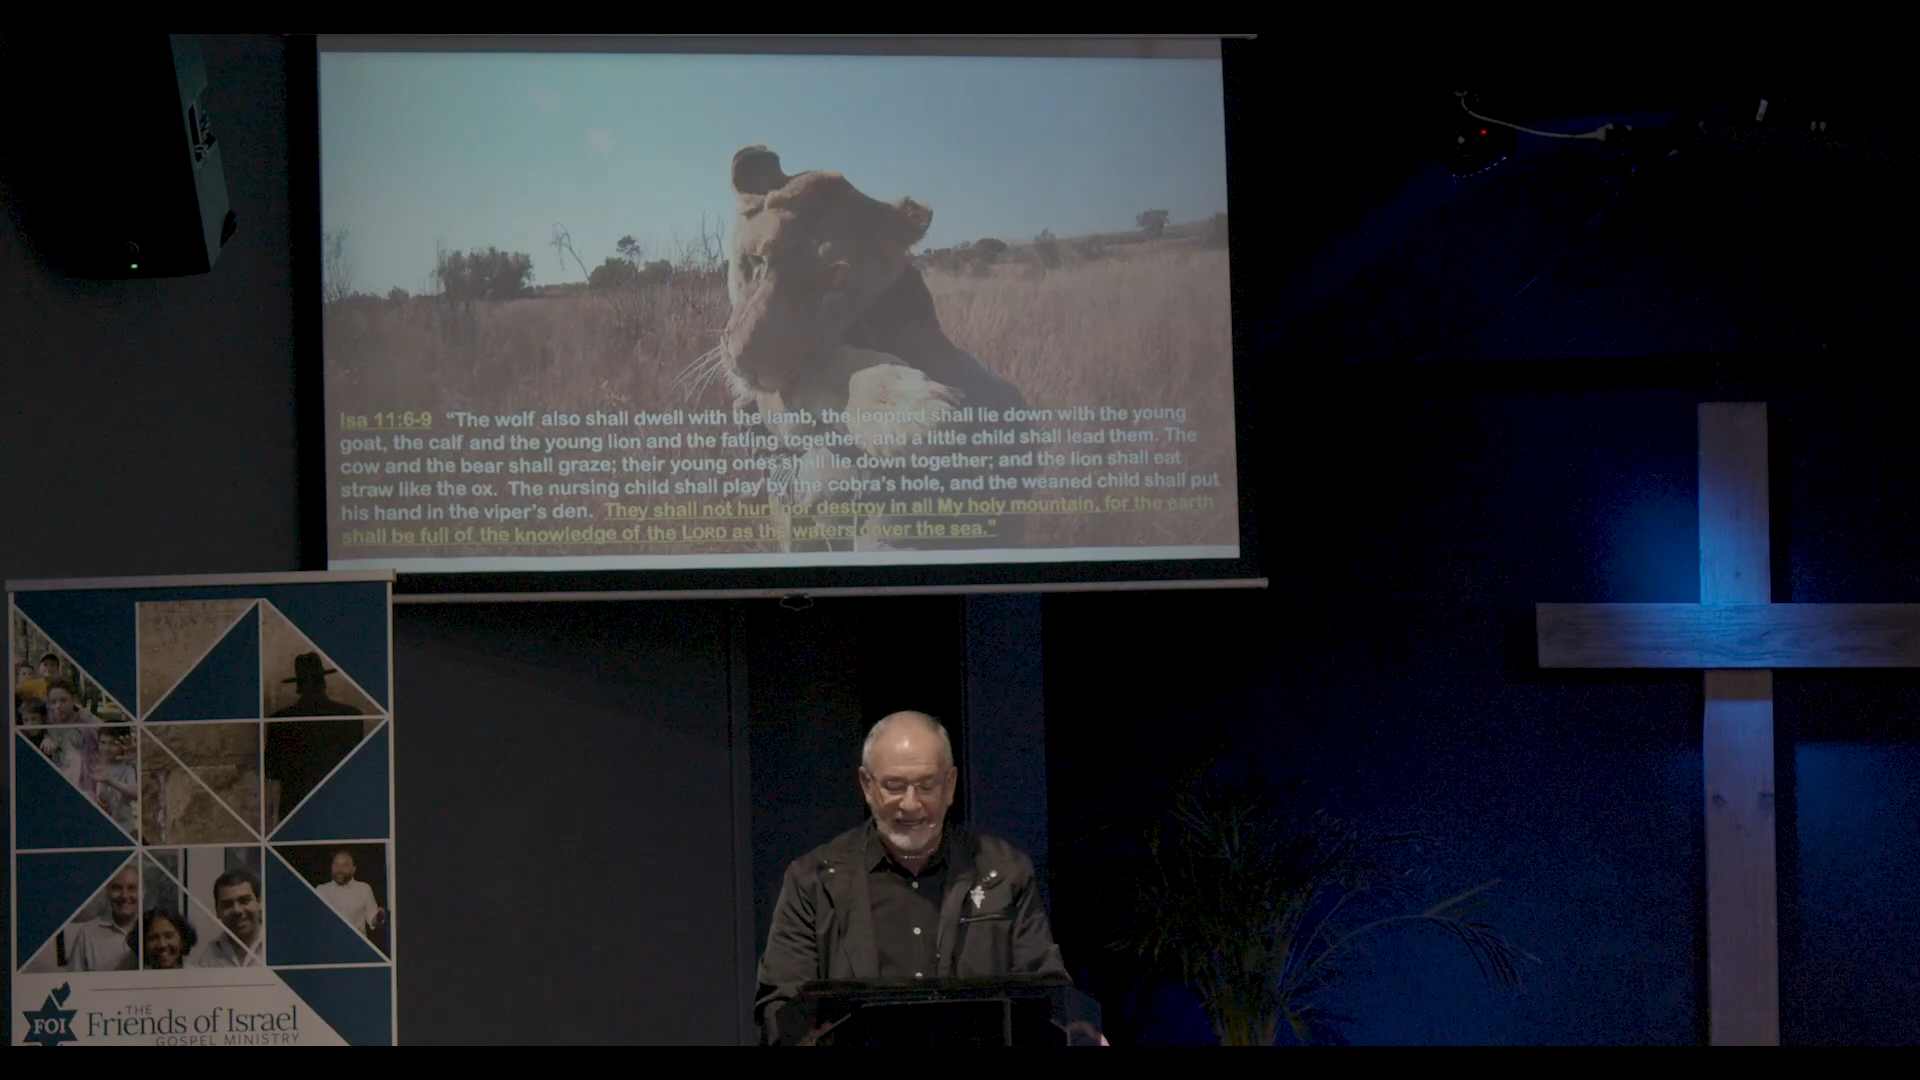 Isa 11:6-9 “The wolf also shall dwell with the lamb, the leopard shall lie down with the young
goat, the calf and the young lion and the fatling together, and a little child shall lead them. The
cow and the bear shall graze; their young ones shall lie down together; and the lion shall eat
straw like the ox. The nursing child shall play by the cobra’s hole, and the weaned child shall put
his hand in the viper’s den. They shall not hurt nor destroy in all My holy mountain, for the earth
shall be full of the knowledge of the LORD as the waters cover the sea.”
FOI
THE
Friends of Israel
GOSPEL MINISTRY